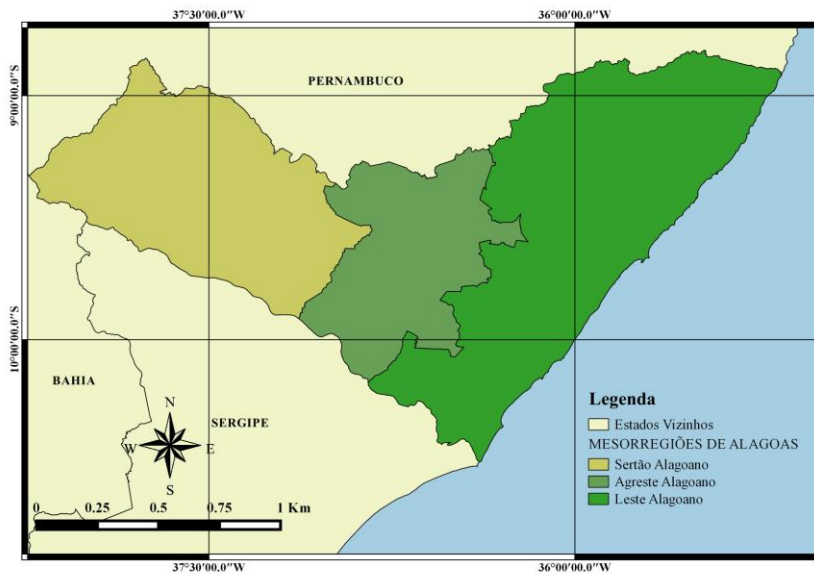 37°30'00.0"W
36°00'00.0"W
9°00'00.0"S
PERNAMBUCO
10°00'00.0"S
BAHIA
SERGIPE
N
W
E
S
0 0.25 0.5 0.75 1 Km
Legenda
Estados Vizinhos
MESORREGIÕES DE ALAGOAS
Sertão Alagoano
Agreste Alagoano
Leste Alagoano
37°30'00.0"W
36°00'00.0"W